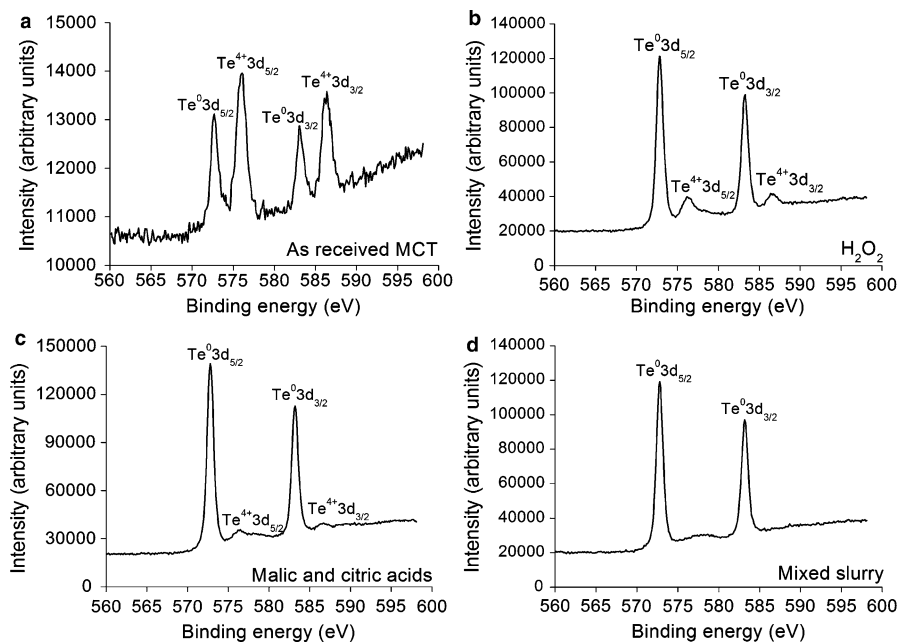 a
15000
14000
13000
12000
11000
10000
Intensity (arbitrary units)
Te⁰3d₅/₂
Te⁴⁺3d₅/₂
Te⁰3d₃/₂
Te⁴⁺3d₃/₂
As received MCT
560 565 570 575 580 585 590 595 600
Binding energy (eV)
b
140000
120000
100000
80000
60000
40000
20000
0
Intensity (arbitrary units)
Te⁰3d₅/₂
Te⁴⁺3d₅/₂
Te⁰3d₃/₂
Te⁴⁺3d₃/₂
H₂O₂
560 565 570 575 580 585 590 595 600
Binding energy (eV)
c
150000
120000
90000
60000
30000
0
Intensity (arbitrary units)
Te⁰3d₅/₂
Te⁴⁺3d₅/₂
Te⁰3d₃/₂
Te⁴⁺3d₃/₂
Malic and citric acids
560 565 570 575 580 585 590 595 600
Binding energy (eV)
d
140000
120000
100000
80000
60000
40000
20000
0
Intensity (arbitrary units)
Te⁰3d₅/₂
Te⁰3d₃/₂
Mixed slurry
560 565 570 575 580 585 590 595 600
Binding energy (eV)